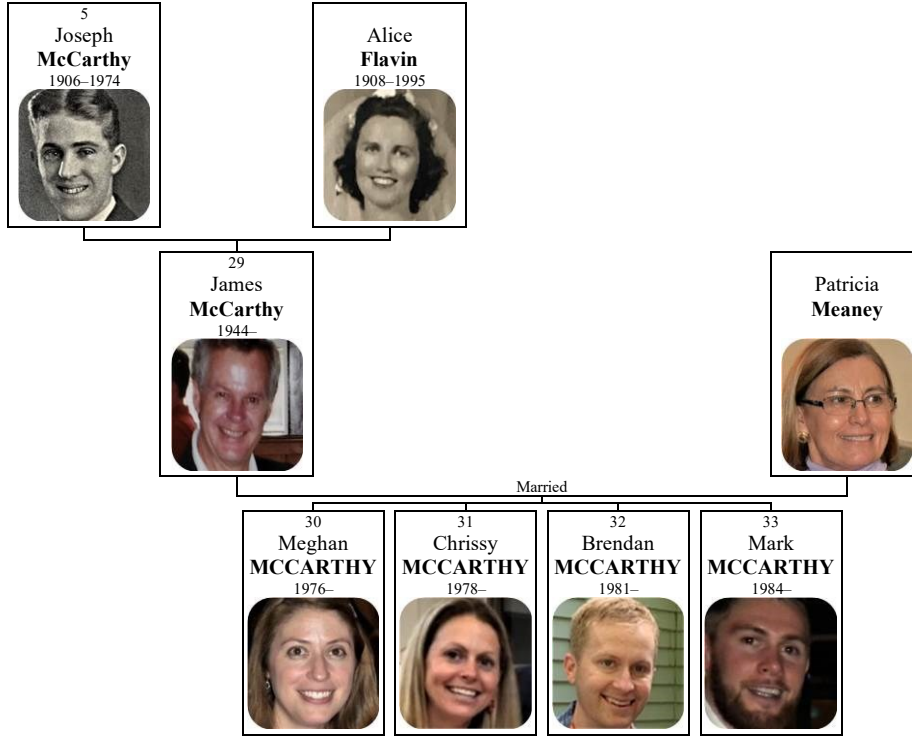 5
Joseph
McCarthy
1906–1974
Alice
Flavin
1908–1995
29
James
McCarthy
1944–
Patricia
Meaney
Married
30
Meghan
MCCARTHY
1976–
31
Chrissy
MCCARTHY
1978–
32
Brendan
MCCARTHY
1981–
33
Mark
MCCARTHY
1984–